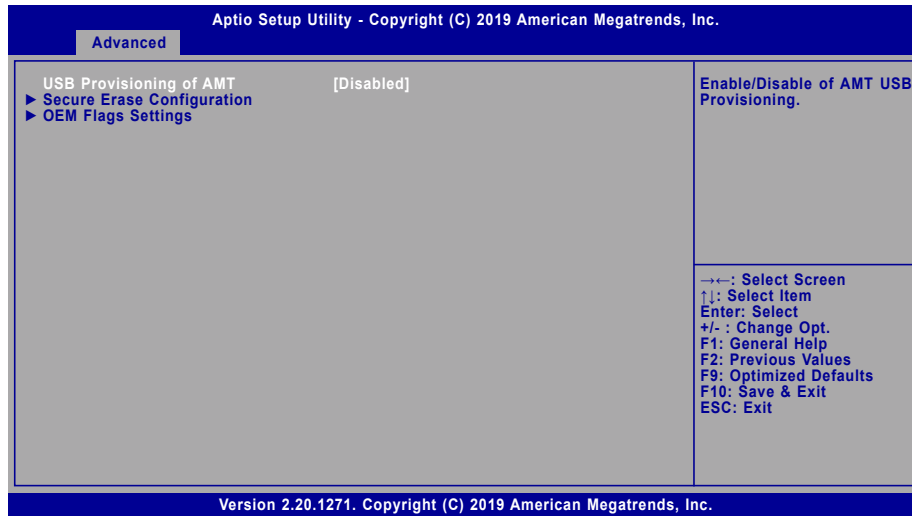 Aptio Setup Utility - Copyright (C) 2019 American Megatrends, Inc.
Advanced
USB Provisioning of AMT [Disabled]
► Secure Erase Configuration
► OEM Flags Settings
Enable/Disable of AMT USB
Provisioning.
→←: Select Screen
↑↓: Select Item
Enter: Select
+/- : Change Opt.
F1: General Help
F2: Previous Values
F9: Optimized Defaults
F10: Save & Exit
ESC: Exit
Version 2.20.1271. Copyright (C) 2019 American Megatrends, Inc.